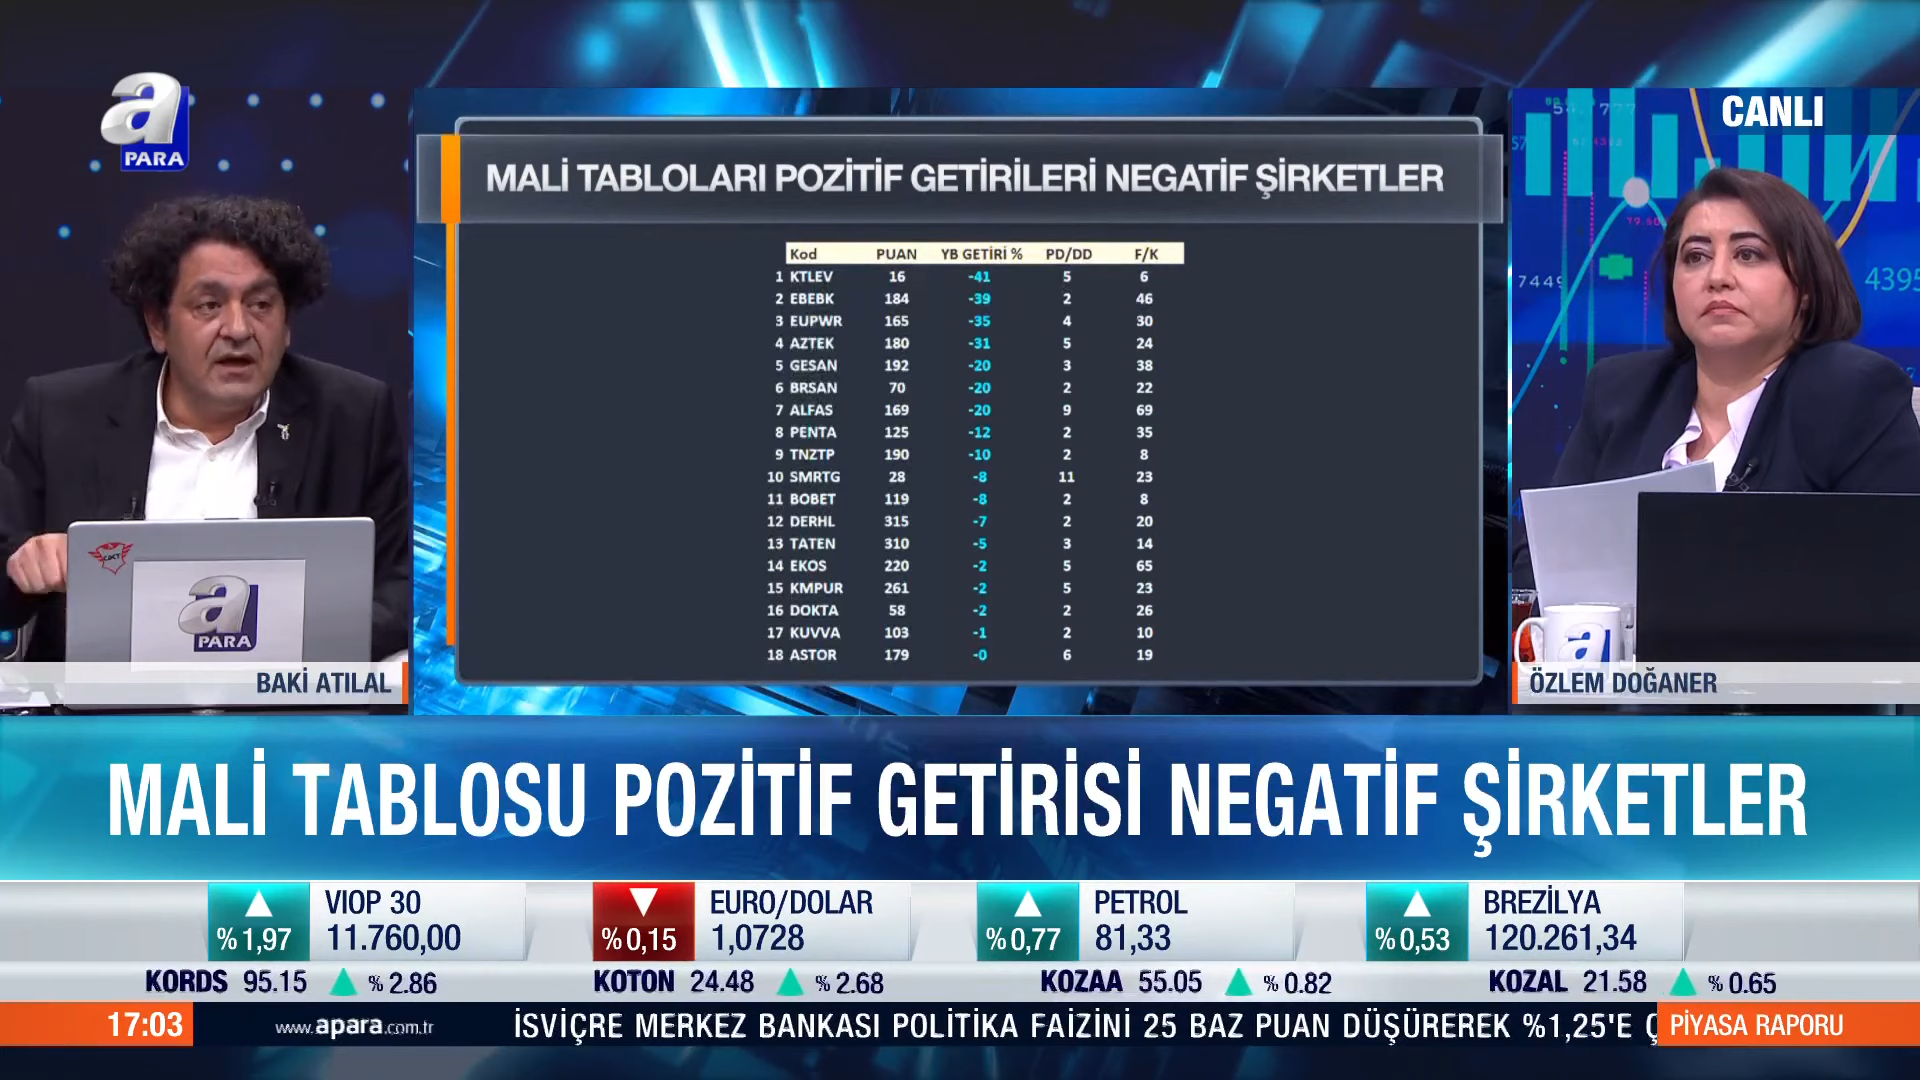 a
PARA
CANLI
MALİ TABLOLARI POZİTİF GETİRİLERİ NEGATİF ŞİRKETLER
Kod PUAN YB GETİRİ % PD/DD F/K
1 KTLEV 16 -41 5 6
2 EBEBK 184 -39 2 46
3 EUPWR 165 -35 4 30
4 AZTEK 180 -31 5 24
5 GESAN 192 -20 3 38
6 BRSAN 70 -20 2 22
7 ALFAS 169 -20 9 69
8 PENTA 125 -12 2 35
9 TNZTP 190 -10 2 8
10 SMRTG 28 -8 11 23
11 BOBET 119 -8 2 8
12 DERHL 315 -7 2 20
13 TATEN 310 -5 3 14
14 EKOS 220 -2 5 65
15 KMPUR 261 -2 5 23
16 DOKTA 58 -2 2 26
17 KUVVA 103 -1 2 10
18 ASTOR 179 -0 6 19
7449
4395
a
PARA
a
BAKİ ATILAL
ÖZLEM DOĞANER
MALİ TABLOSU POZİTİF GETİRİSİ NEGATİF ŞİRKETLER
%1,97 VIOP 30 11.760,00
%0,15 EURO/DOLAR 1,0728
%0,77 PETROL 81,33
%0,53 BREZİLYA 120.261,34
KORDS 95.15 % 2.86 KOTON 24.48 % 2.68 KOZAA 55.05 % 0.82 KOZAL 21.58 % 0.65
17:03 www.apara.com.tr İSVİÇRE MERKEZ BANKASI POLİTİKA FAİZİNİ 25 BAZ PUAN DÜŞÜREREK %1,25'E PİYASA RAPORU